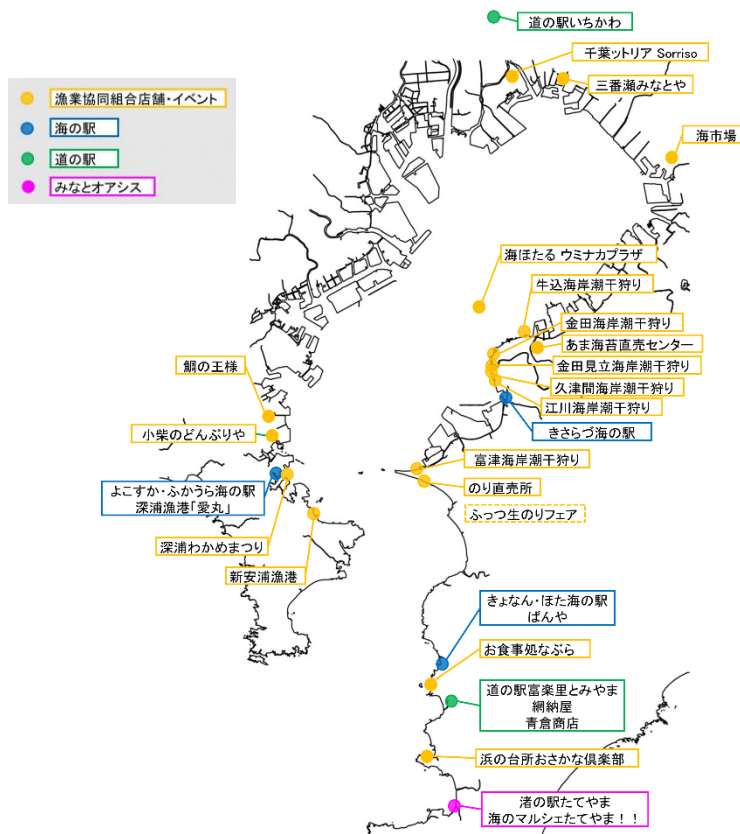 道の駅いちかわ
千葉ットリア Sorriso
三番瀬みなとや
海市場
漁業協同組合店舗・イベント
海の駅
道の駅
みなとオアシス
海ほたる ウミナカプラザ
牛込海岸潮干狩り
金田海岸潮干狩り
あま海苔直売センター
金田見立海岸潮干狩り
久津間海岸潮干狩り
江川海岸潮干狩り
きさらづ海の駅
鯛の王様
小柴のどんぶりや
よこすか・ふかうら海の駅
深浦漁港「愛丸」
深浦わかめまつり
新安浦漁港
富津海岸潮干狩り
のり直売所
ふっつ生のりフェア
きょなん・ほた海の駅
ばんや
お食事処なぶら
道の駅富楽里とみやま
網納屋
青倉商店
浜の台所おさかな倶楽部
渚の駅たてやま
海のマルシェたてやま！！